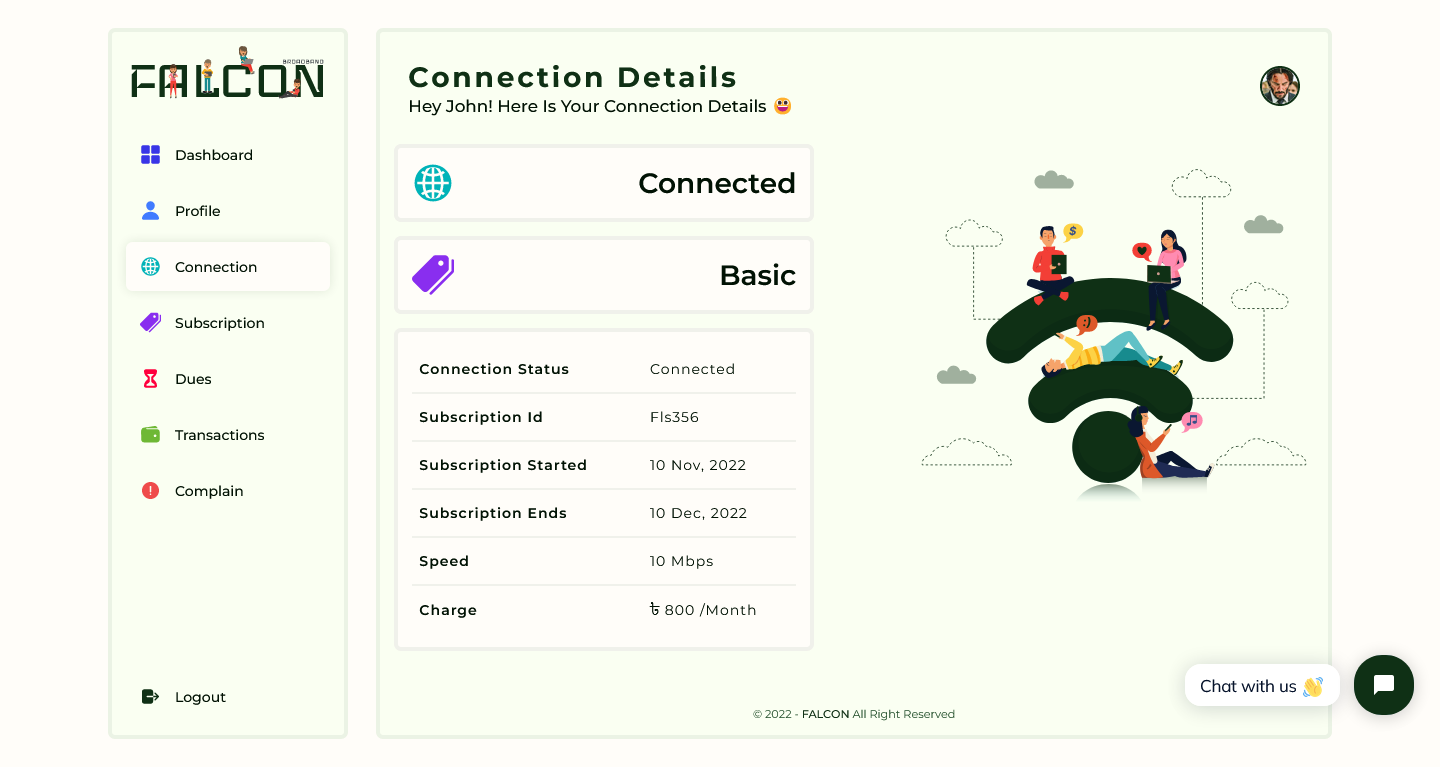 FALCON
BROADBAND
Dashboard
Profile
Connection
Subscription
Dues
Transactions
Complain
Logout
Connection Details
Hey John! Here Is Your Connection Details 😃
Connected
Basic
Connection Status Connected
Subscription Id Fls356
Subscription Started 10 Nov, 2022
Subscription Ends 10 Dec, 2022
Speed 10 Mbps
Charge ৳ 800 /Month
$
:)
© 2022 - FALCON All Right Reserved
Chat with us 👋